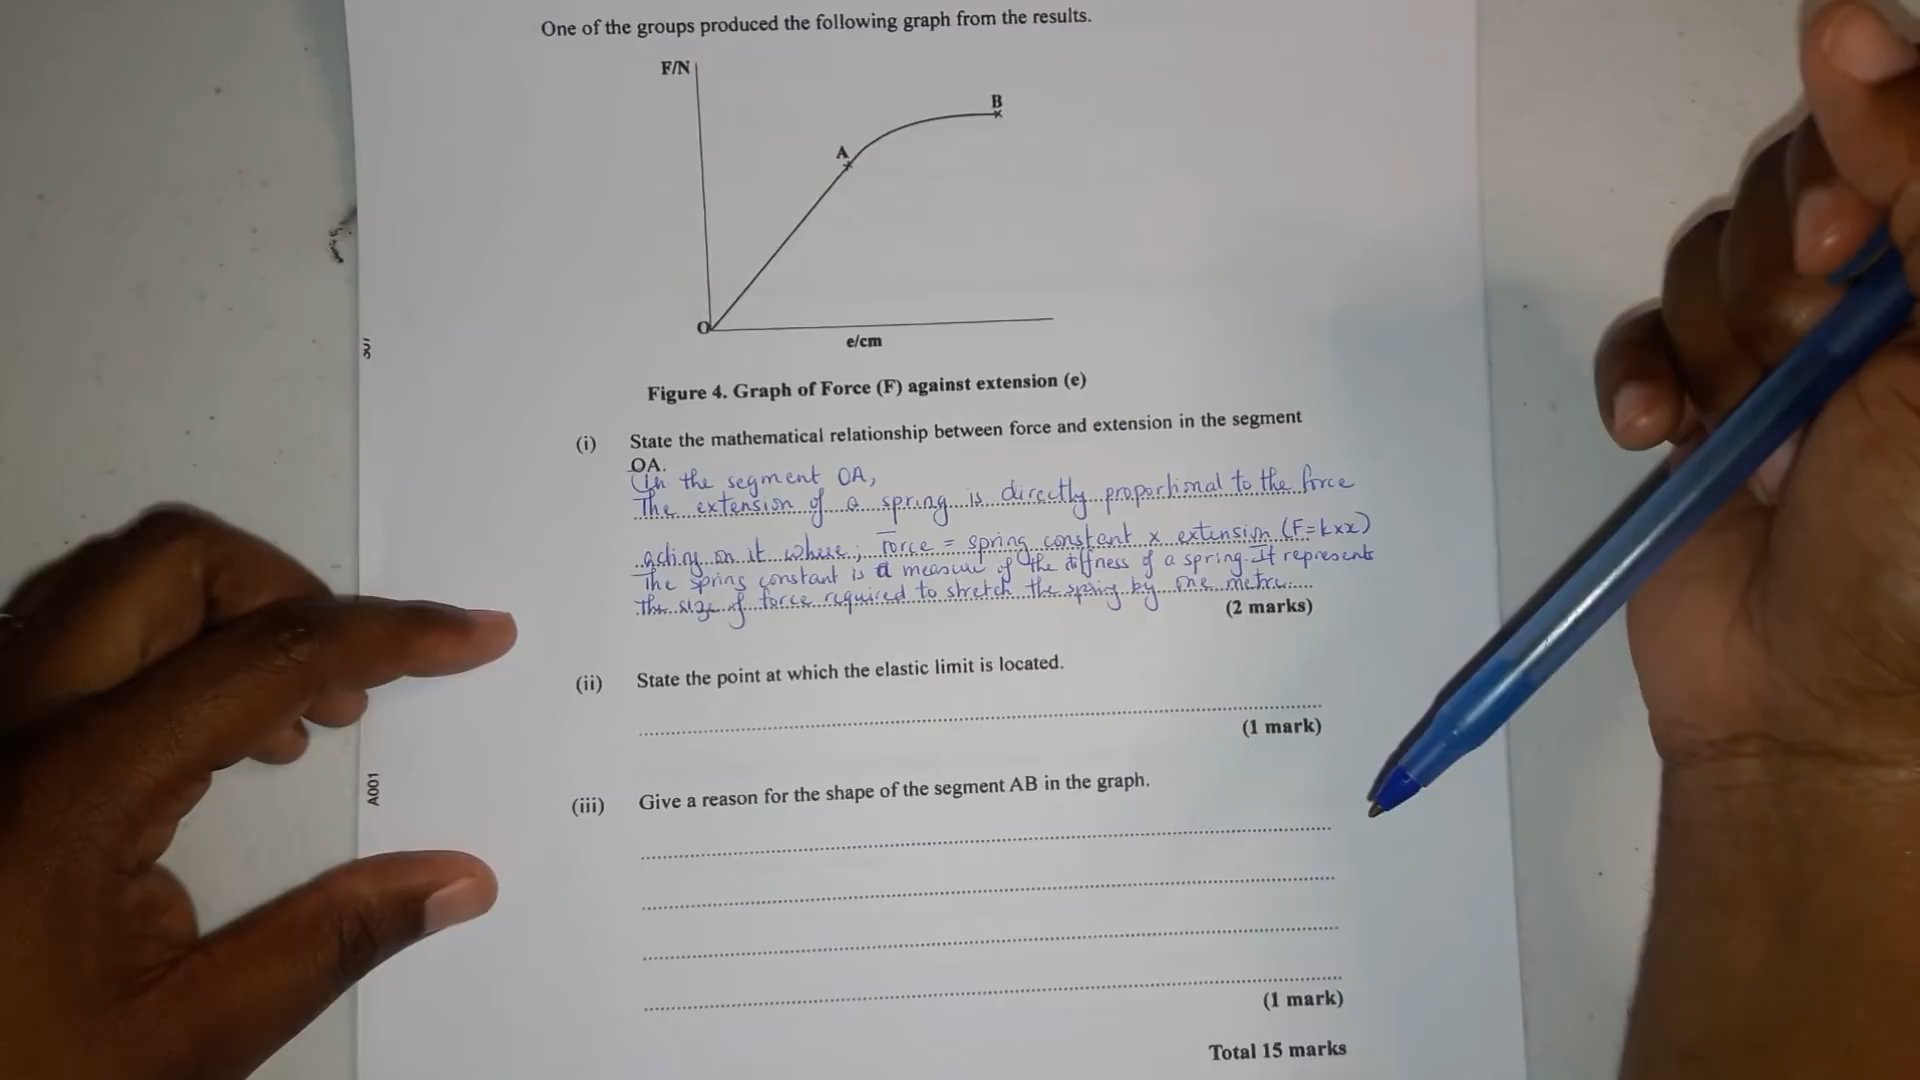 One of the groups produced the following graph from the results.
F/N
B
A
O
e/cm
Figure 4. Graph of Force (F) against extension (e)
(i) State the mathematical relationship between force and extension in the segment
OA.
In the segment OA,
The extension of a spring is directly proportional to the force
acting on it where; Force = spring constant x extension (F=kxx)
The spring constant is a measure of the stiffness of a spring. It represents
the size of force required to stretch the spring by one metre.
(2 marks)
(ii) State the point at which the elastic limit is located.
(1 mark)
(iii) Give a reason for the shape of the segment AB in the graph.
(1 mark)
Total 15 marks
A001